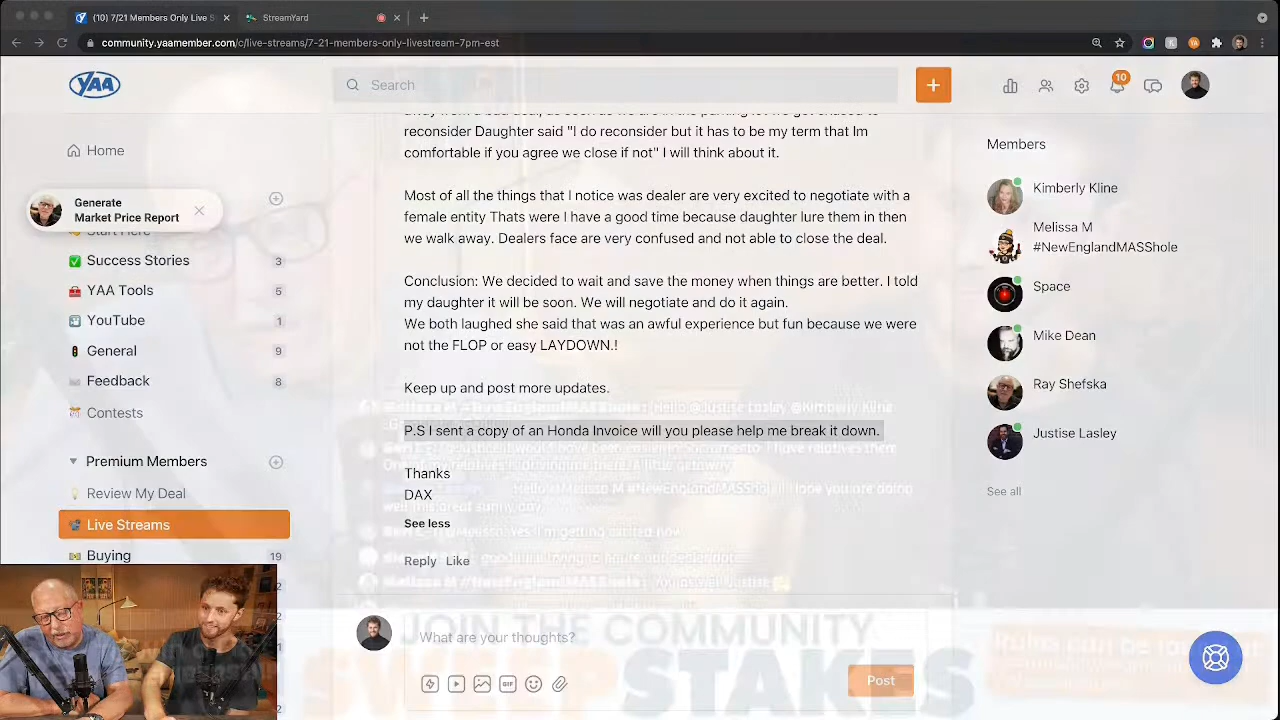 (10) 7/21 Members Only Live S
StreamYard
community.yaamember.com/c/live-streams/7-21-members-only-livestream-7pm-est
YAA
Search
10
Home
Generate
Market Price Report
Start Here
Success Stories 3
YAA Tools 5
YouTube 1
General 9
Feedback 8
Contests
Premium Members
Review My Deal
Live Streams
Buying 19
reconsider Daughter said "I do reconsider but it has to be my term that Im
comfortable if you agree we close if not" I will think about it.
Most of all the things that I notice was dealer are very excited to negotiate with a
female entity Thats were I have a good time because daughter lure them in then
we walk away. Dealers face are very confused and not able to close the deal.
Conclusion: We decided to wait and save the money when things are better. I told
my daughter it will be soon. We will negotiate and do it again.
We both laughed she said that was an awful experience but fun because we were
not the FLOP or easy LAYDOWN.!
Keep up and post more updates.
P.S I sent a copy of an Honda Invoice will you please help me break it down.
Thanks
DAX
See less
Reply Like
What are your thoughts?
GIF
Post
JOIN THE COMMUNITY
STAKES
Members
Kimberly Kline
Melissa M
#NewEnglandMASShole
Space
Mike Dean
Ray Shefska
Justise Lasley
See all